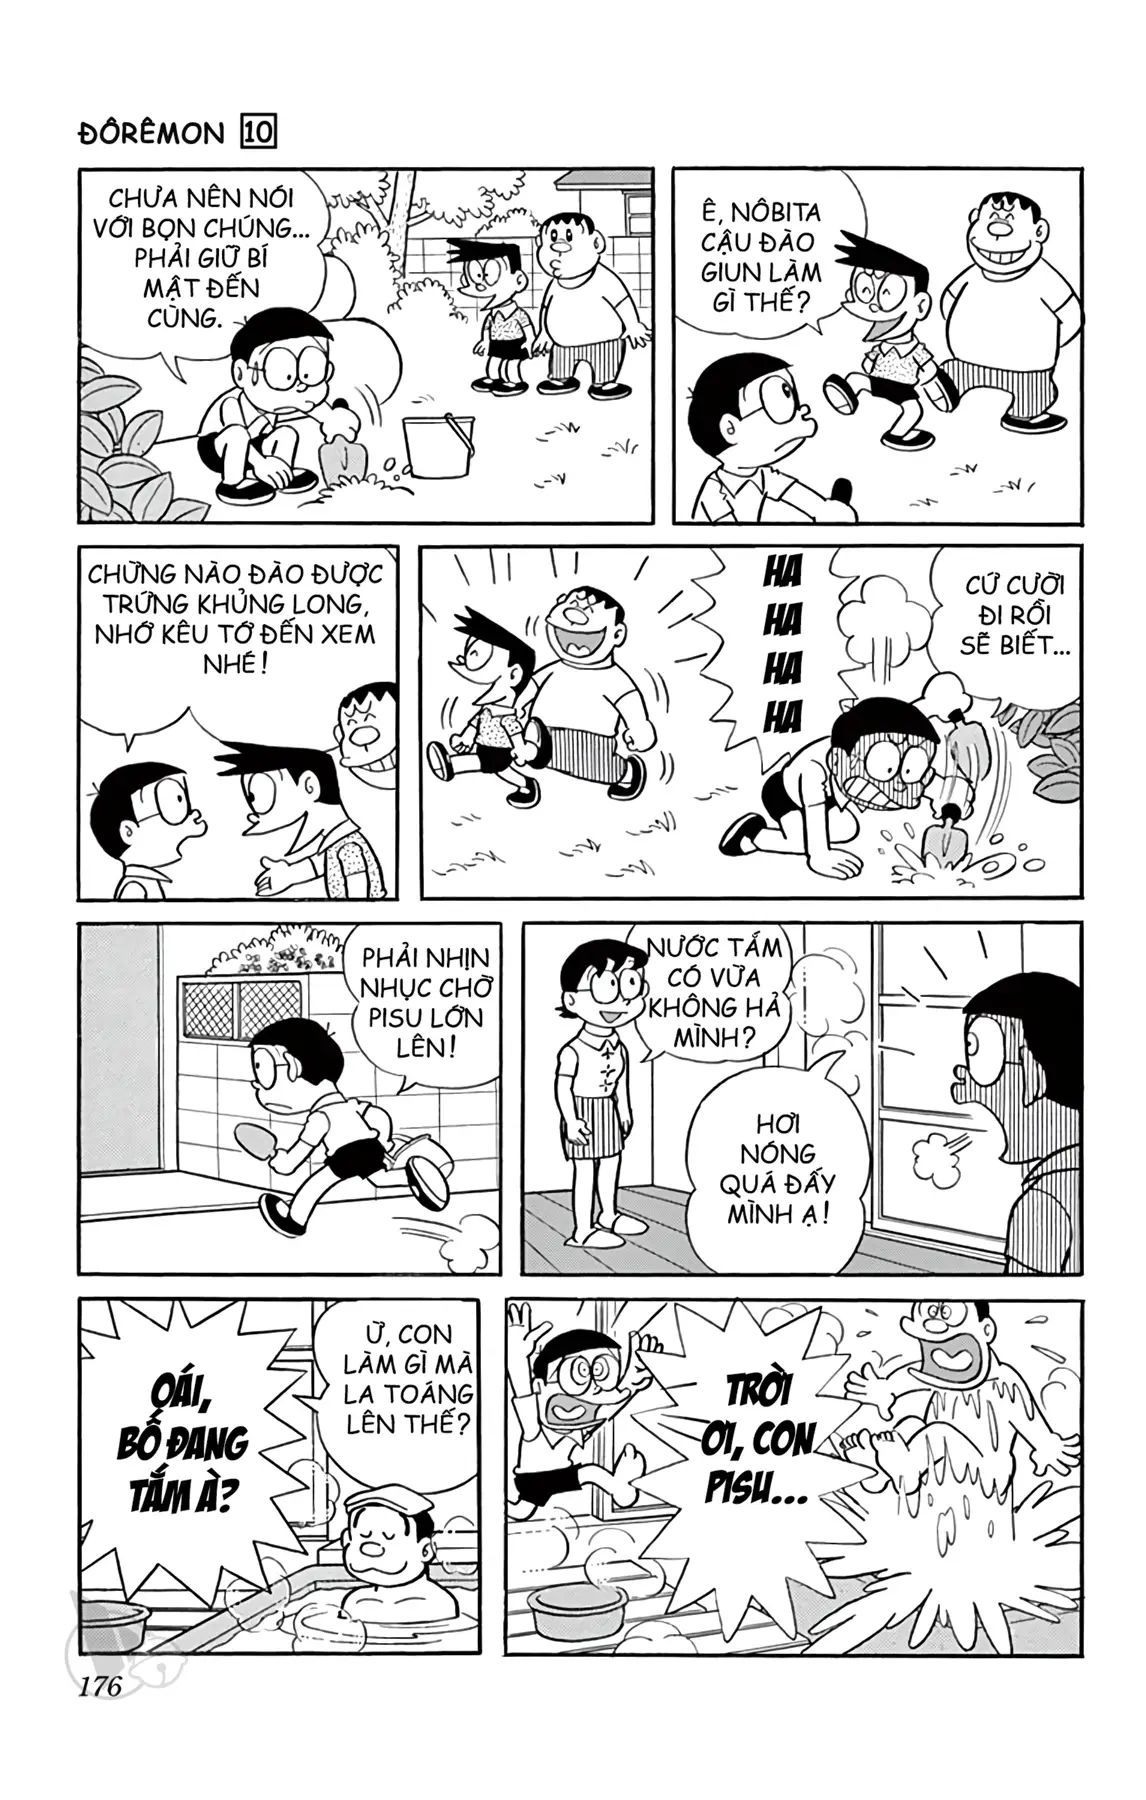 ĐÔRÊMON 10
CHƯA NÊN NÓI
VỚI BỌN CHÚNG...
PHẢI GIỮ BÍ
MẬT ĐẾN
CÙNG.
Ê, NÔBITA
CẬU ĐÀO
GIUN LÀM
GÌ THẾ?
CHỪNG NÀO ĐÀO ĐƯỢC
TRỨNG KHỦNG LONG,
NHỚ KÊU TỚ ĐẾN XEM
NHÉ!
HA
HA
HA
HA
CỨ CƯỜI
ĐI RỒI
SẼ BIẾT...
PHẢI NHỊN
NHỤC CHỜ
PISU LỚN
LÊN!
NƯỚC TẮM
CÓ VỪA
KHÔNG HẢ
MÌNH?
HƠI
NÓNG
QUÁ ĐẤY
MÌNH Ạ!
OÁI,
BỐ ĐANG
TẮM À?
Ừ, CON
LÀM GÌ MÀ
LA TOÁNG
LÊN THẾ?
TRỜI
ƠI, CON
PISU...
176